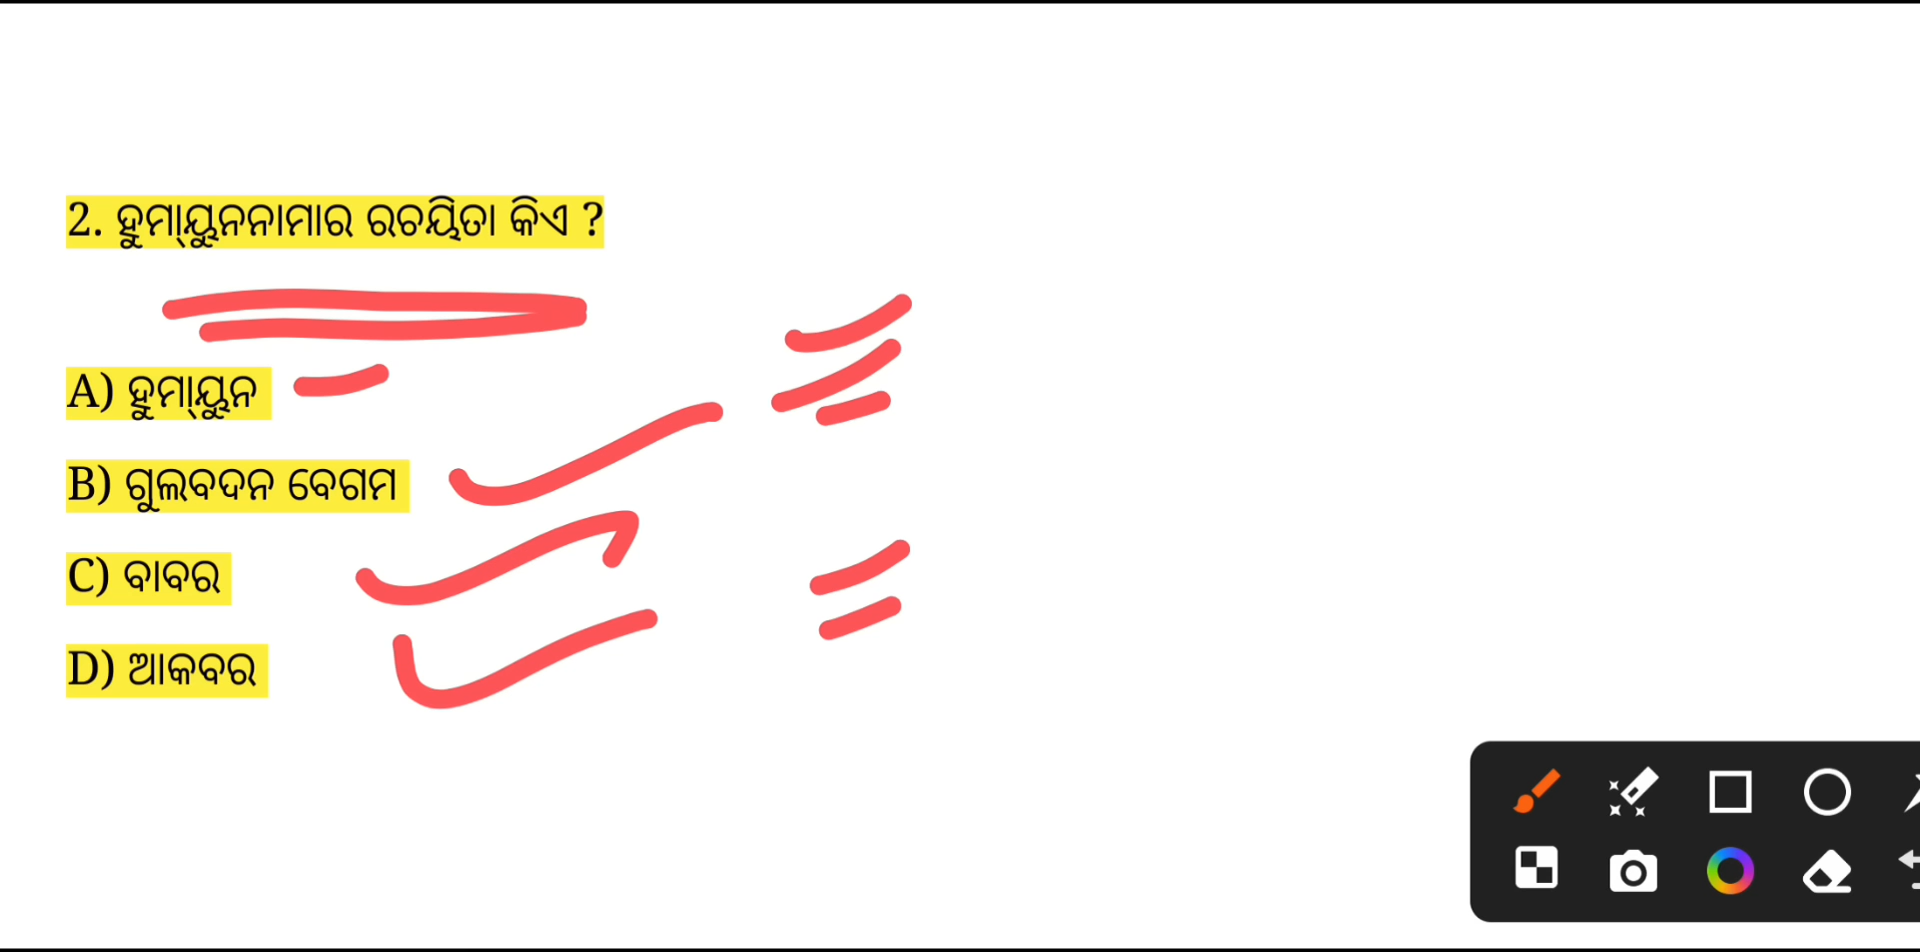 2. ହୁମାୟୁନନାମାର ରଚୟିତା କିଏ ?
A) ହୁମାୟୁନ
B) ଗୁଲବଦନ ବେଗମ
C) ବାବର
D) ଆକବର